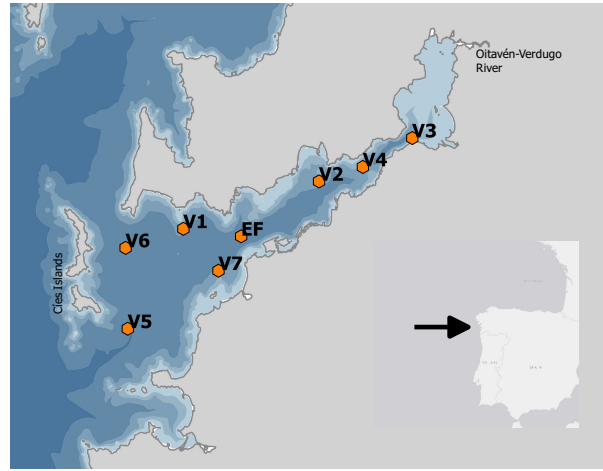 Oitavén-Verdugo
River
V3
V4
V2
V1
EF
V6
V7
Cíes Islands
V5